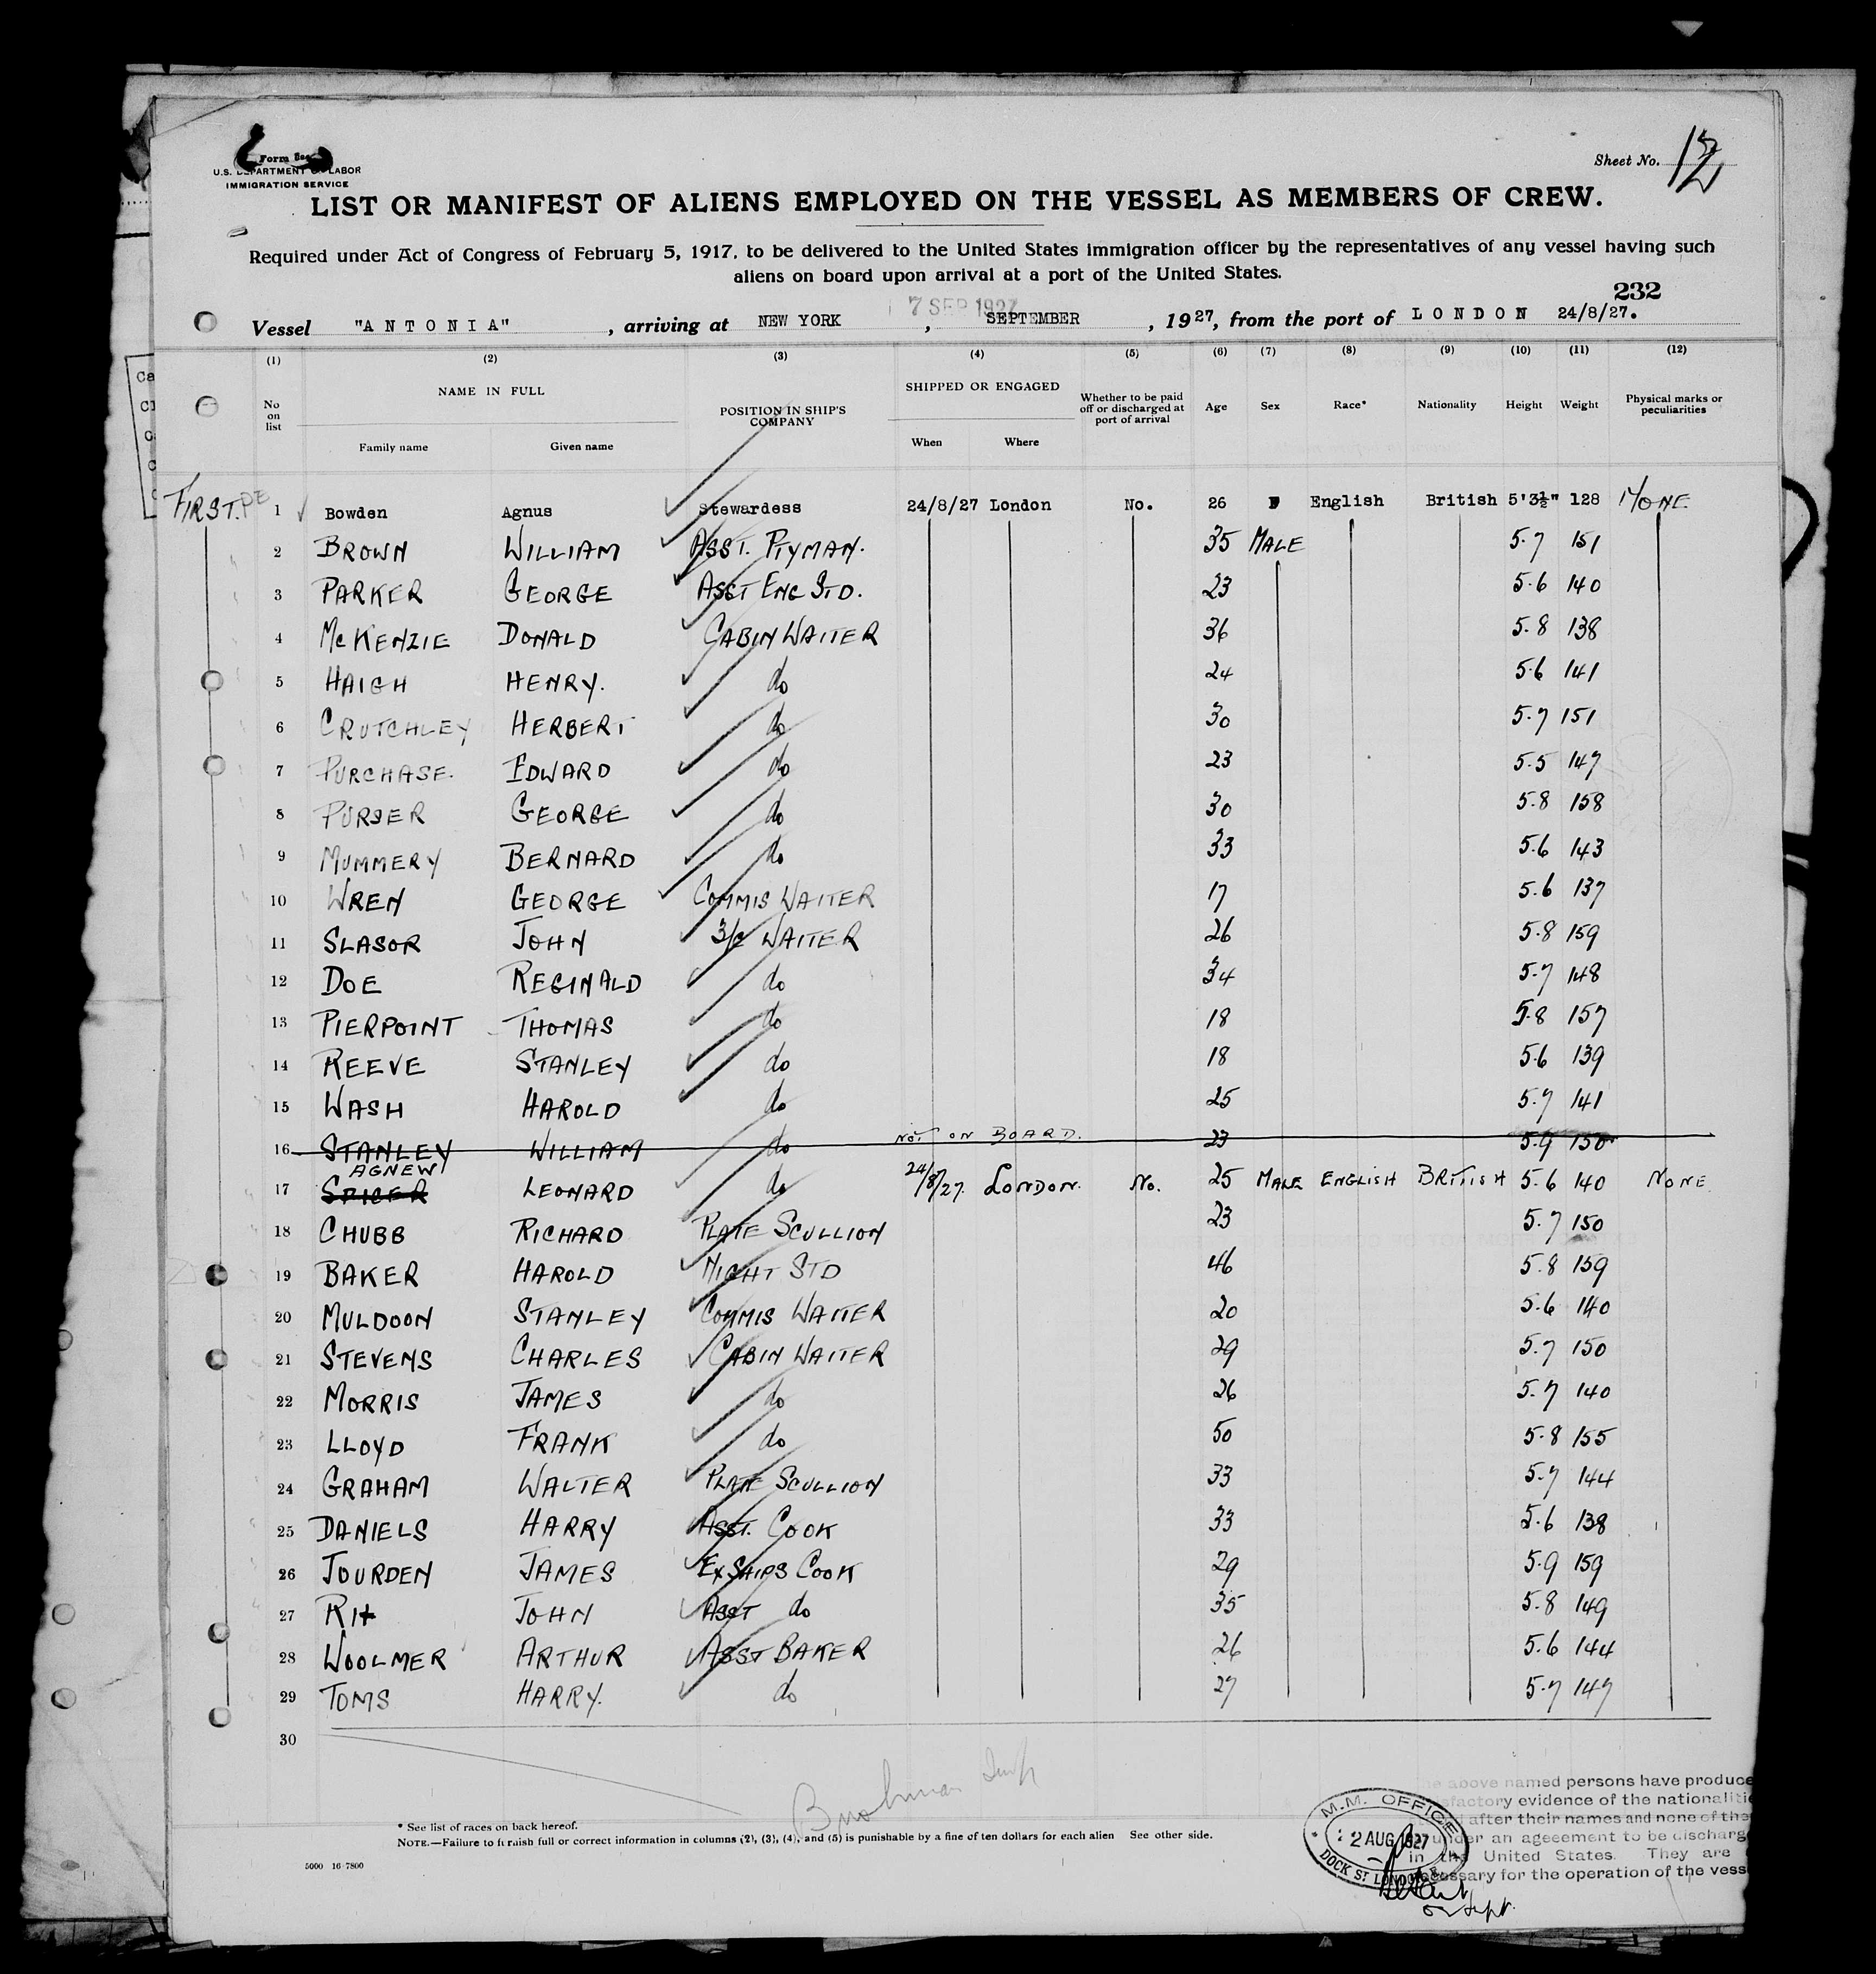 Form
U.S. DEPARTMENT OF LABOR
IMMIGRATION SERVICE
Sheet No. 12
LIST OR MANIFEST OF ALIENS EMPLOYED ON THE VESSEL AS MEMBERS OF CREW.
Required under Act of Congress of February 5, 1917, to be delivered to the United States immigration officer by the representatives of any vessel having such
aliens on board upon arrival at a port of the United States.
232
7 SEP 1927
Vessel "ANTONIA", arriving at NEW YORK, SEPTEMBER, 1927, from the port of LONDON 24/8/27.
(1) (2) (3) (4) (5) (6) (7) (8) (9) (10) (11) (12)
No on list NAME IN FULL Family name Given name POSITION IN SHIP'S COMPANY SHIPPED OR ENGAGED When Where Whether to be paid off or discharged at port of arrival Age Sex Race* Nationality Height Weight Physical marks or peculiarities
FIRST. 1 Bowden Agnus Stewardess 24/8/27 London No. 26 F English British 5'3½" 128 NONE
2 BROWN WILLIAM ASST. PTYMAN. 35 MALE 5.7 151
3 PARKER GEORGE ASST ENG STD. 23 5.6 140
4 McKENZIE DONALD CABIN WAITER 36 5.8 138
5 HAIGH HENRY. do 24 5.6 141
6 CRUTCHLEY HERBERT do 30 5.7 151
7 PURCHASE. EDWARD do 23 5.5 147
8 PURSER GEORGE do 30 5.8 158
9 MUMMERY BERNARD do 33 5.6 143
10 WREN GEORGE COMMIS WAITER 17 5.6 137
11 SLASOR JOHN 3/c WAITER 26 5.8 159
12 DOE REGINALD do 34 5.7 148
13 PIERPOINT THOMAS do 18 5.8 157
14 REEVE STANLEY do 18 5.6 139
15 WASH HAROLD do 25 5.7 141
16 STANLEY WILLIAM do NOT ON BOARD. 23 5.9 150
AGNEW
17 SPICER LEONARD do 24/8/27. LONDON. No. 25 MALE ENGLISH BRITISH 5.6 140 NONE.
18 CHUBB RICHARD PLATE SCULLION 23 5.7 150
19 BAKER HAROLD NIGHT STD 46 5.8 159
20 MULDOON STANLEY COMMIS WAITER 20 5.6 140
21 STEVENS CHARLES CABIN WAITER 29 5.7 150
22 MORRIS JAMES do 26 5.7 140
23 LLOYD FRANK do 50 5.8 155
24 GRAHAM WALTER PLATE SCULLION 33 5.7 144
25 DANIELS HARRY ASST. COOK 33 5.6 138
26 JOURDEN JAMES EX SHIPS COOK 29 5.9 159
27 RIX JOHN ASST do 35 5.8 149
28 WOOLMER ARTHUR ASST BAKER 26 5.6 144
29 TOMS HARRY. do 27 5.7 147
30
* See list of races on back hereof.
NOTE.—Failure to furnish full or correct information in columns (2), (3), (4), and (5) is punishable by a fine of ten dollars for each alien See other side.
5000 16-7800
above named persons have produce
evidence of the nationalitie
after their names and none of the
under an ageeement to be discharg
in the United States. They are
necessary for the operation of the vess
M.M. OFFICE
22 AUG 1927
DOCK ST. LONDON E.